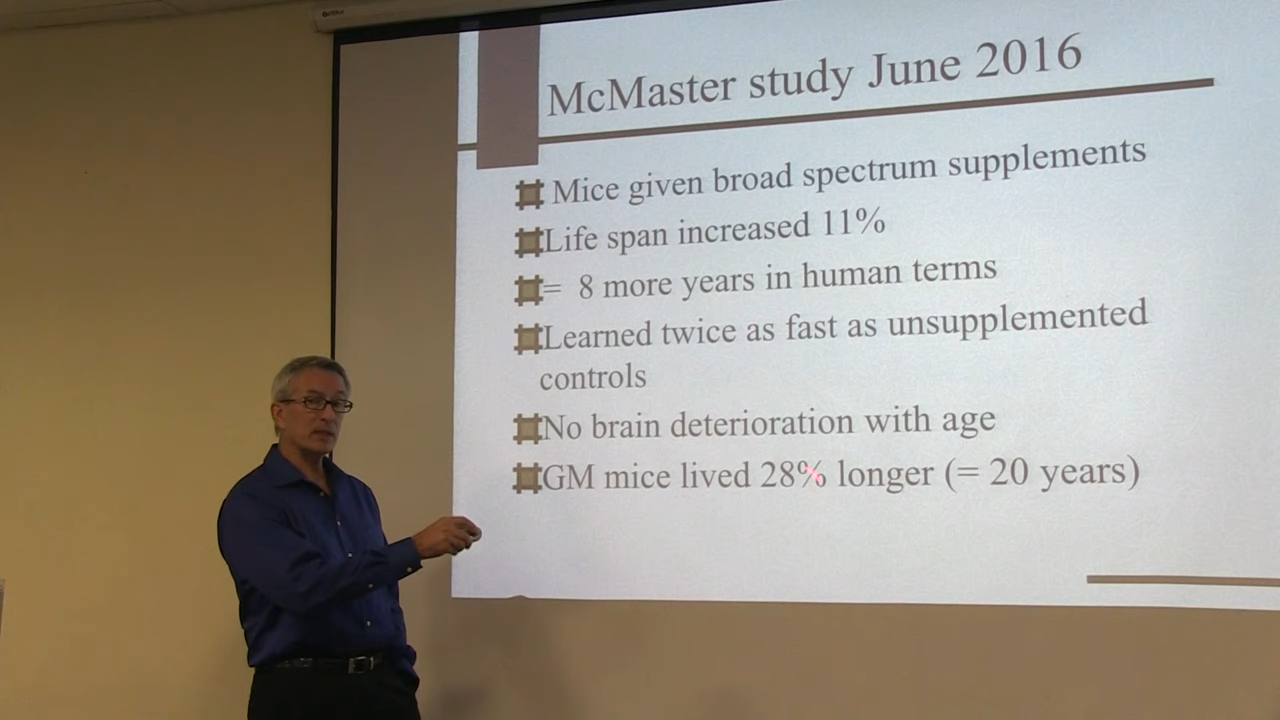 McMaster study June 2016
Mice given broad spectrum supplements
Life span increased 11%
= 8 more years in human terms
Learned twice as fast as unsupplemented
controls
No brain deterioration with age
GM mice lived 28% longer (= 20 years)